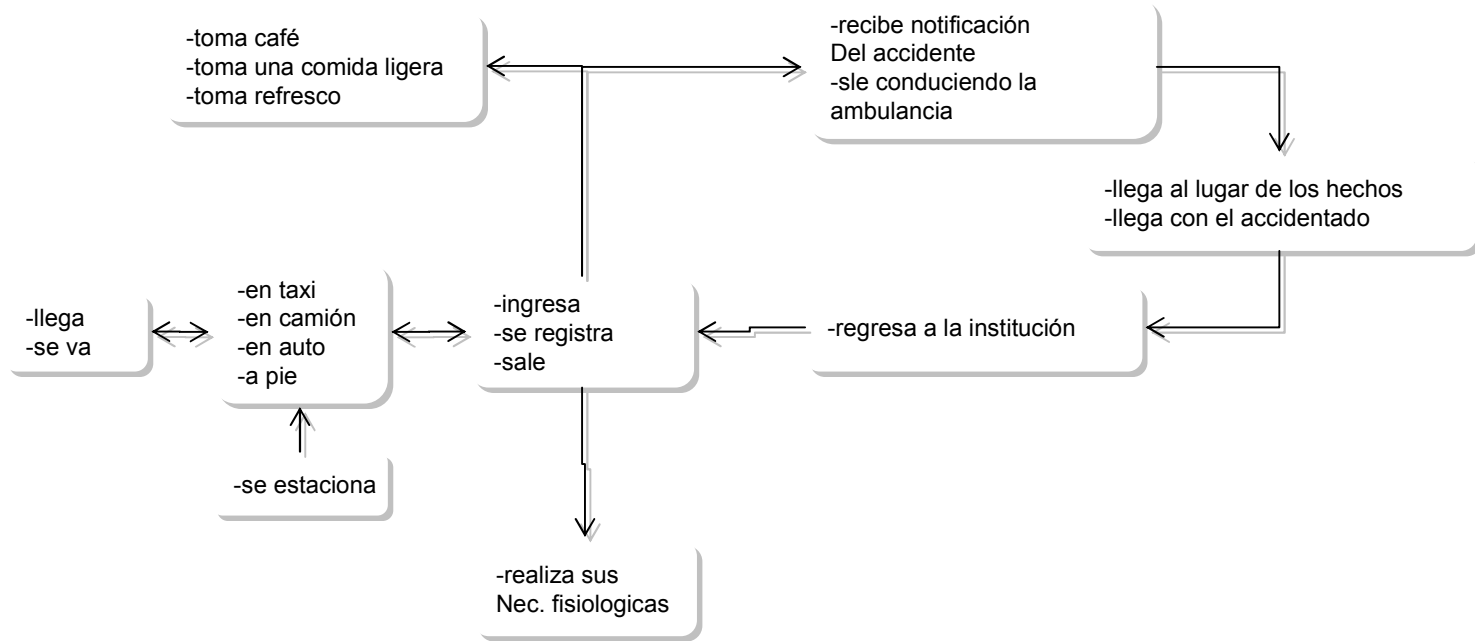 -toma café
-toma una comida ligera
-toma refresco
-recibe notificación
Del accidente
-sle conduciendo la
ambulancia
-llega al lugar de los hechos
-llega con el accidentado
-llega
-se va
-en taxi
-en camión
-en auto
-a pie
-ingresa
-se registra
-sale
-regresa a la institución
-se estaciona
-realiza sus
Nec. fisiologicas